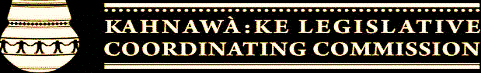 KAHNAWÀ:KE LEGISLATIVE
COORDINATING COMMISSION